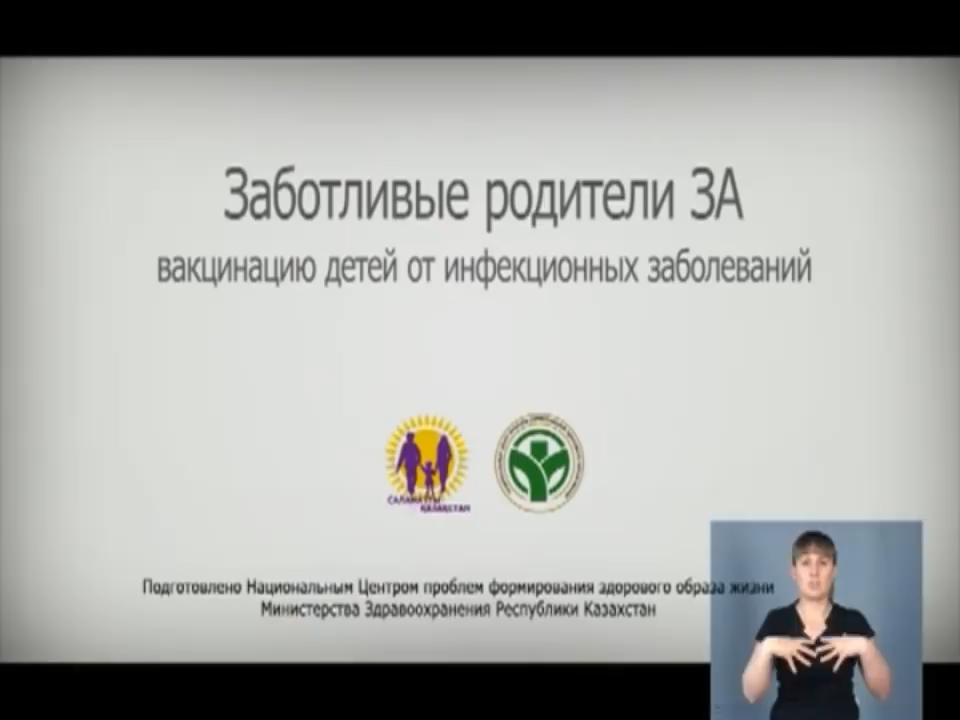 Заботливые родители ЗА
вакцинацию детей от инфекционных заболеваний
САЛАМАТТЫ
ҚАЗАҚСТАН
Подготовлено Национальным Центром проблем формирования здорового образа жизни
Министерства Здравоохранения Республики Казахстан